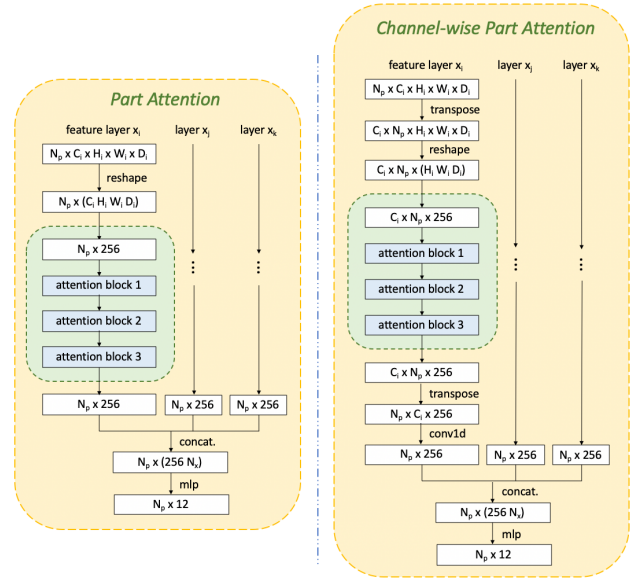 Part Attention
feature layer xᵢ layer xⱼ layer xₖ
Nₚ x Cᵢ x Hᵢ x Wᵢ x Dᵢ
reshape
Nₚ x (Cᵢ Hᵢ Wᵢ Dᵢ)
Nₚ x 256
attention block 1
attention block 2
attention block 3
Nₚ x 256 Nₚ x 256 Nₚ x 256
concat.
Nₚ x (256 Nₓ)
mlp
Nₚ x 12
Channel-wise Part Attention
feature layer xᵢ layer xⱼ layer xₖ
Nₚ x Cᵢ x Hᵢ x Wᵢ x Dᵢ
transpose
Cᵢ x Nₚ x Hᵢ x Wᵢ x Dᵢ
reshape
Cᵢ x Nₚ x (Hᵢ Wᵢ Dᵢ)
Cᵢ x Nₚ x 256
attention block 1
attention block 2
attention block 3
Cᵢ x Nₚ x 256
transpose
Nₚ x Cᵢ x 256
conv1d
Nₚ x 256 Nₚ x 256 Nₚ x 256
concat.
Nₚ x (256 Nₓ)
mlp
Nₚ x 12